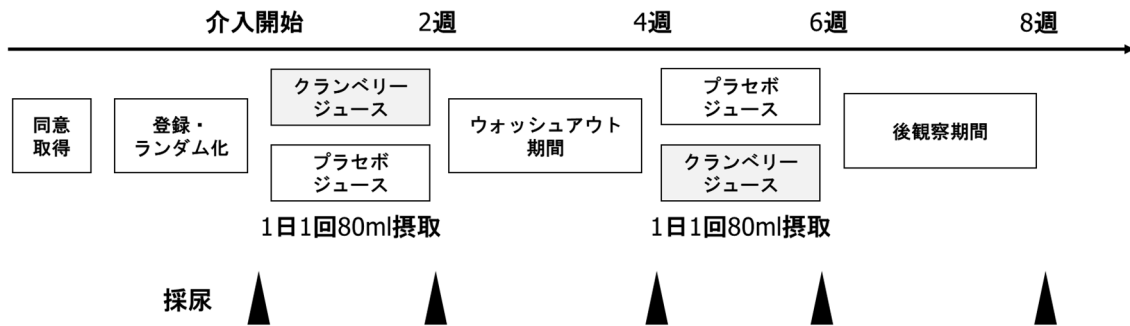 介入開始 2週 4週 6週 8週
同意
取得
登録・
ランダム化
クランベリー
ジュース
プラセボ
ジュース
1日1回80ml摂取
ウォッシュアウト
期間
プラセボ
ジュース
クランベリー
ジュース
1日1回80ml摂取
後観察期間
採尿